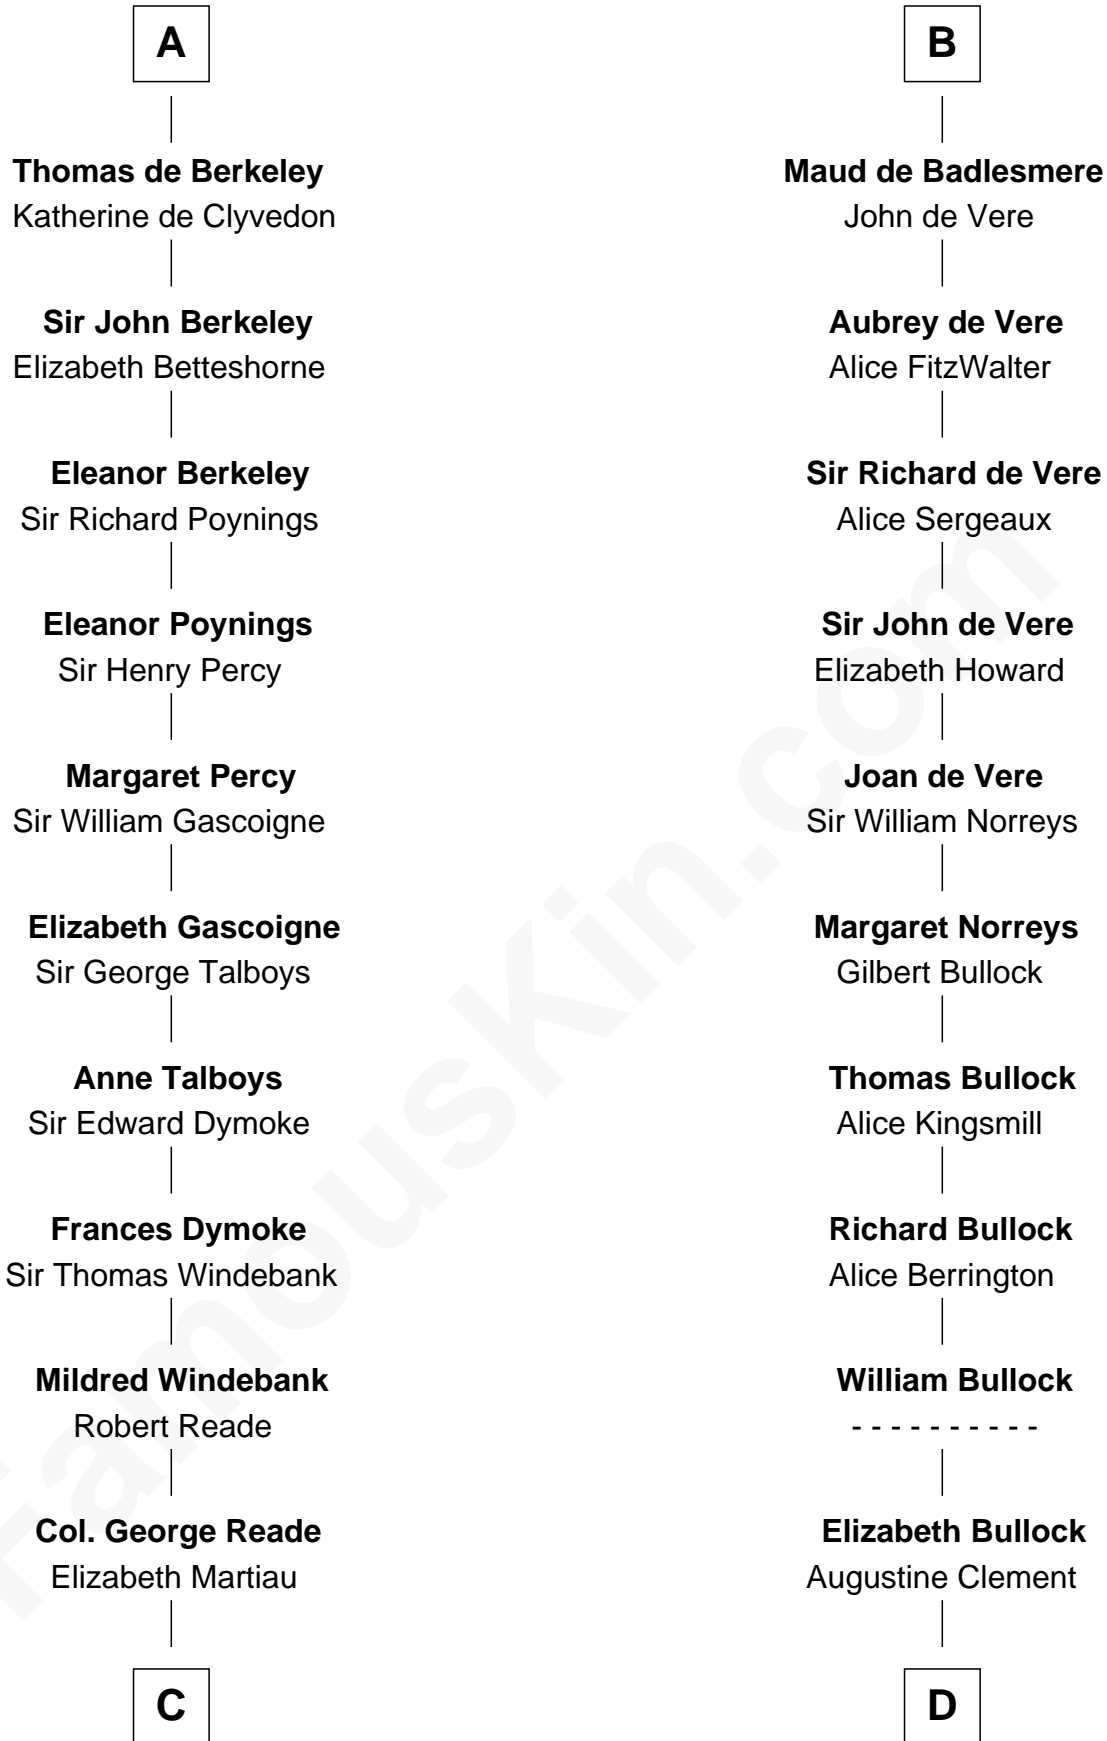 A
Thomas de Berkeley
Katherine de Clyvedon
Sir John Berkeley
Elizabeth Betteshorne
Eleanor Berkeley
Sir Richard Poynings
Eleanor Poynings
Sir Henry Percy
Margaret Percy
Sir William Gascoigne
Elizabeth Gascoigne
Sir George Talboys
Anne Talboys
Sir Edward Dymoke
Frances Dymoke
Sir Thomas Windebank
Mildred Windebank
Robert Reade
Col. George Reade
Elizabeth Martiau
C
B
Maud de Badlesmere
John de Vere
Aubrey de Vere
Alice FitzWalter
Sir Richard de Vere
Alice Sergeaux
Sir John de Vere
Elizabeth Howard
Joan de Vere
Sir William Norreys
Margaret Norreys
Gilbert Bullock
Thomas Bullock
Alice Kingsmill
Richard Bullock
Alice Berrington
William Bullock
- - - - - - - - - -
Elizabeth Bullock
Augustine Clement
D
FamousKin.com